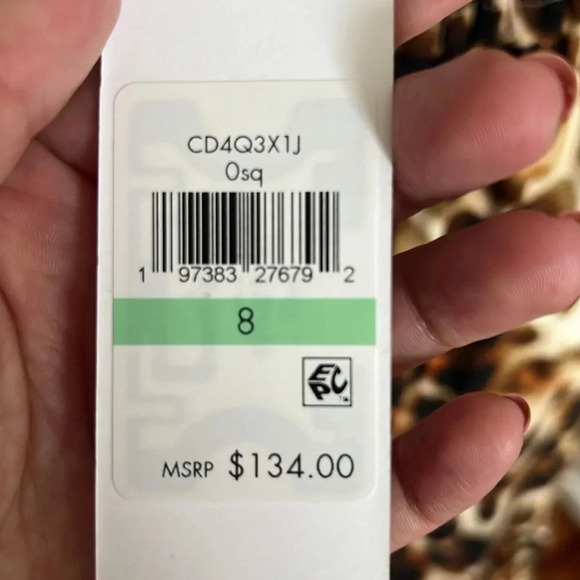 CD4Q3X1J
0sq
1 97383 27679 2
8
EPC
MSRP $134.00